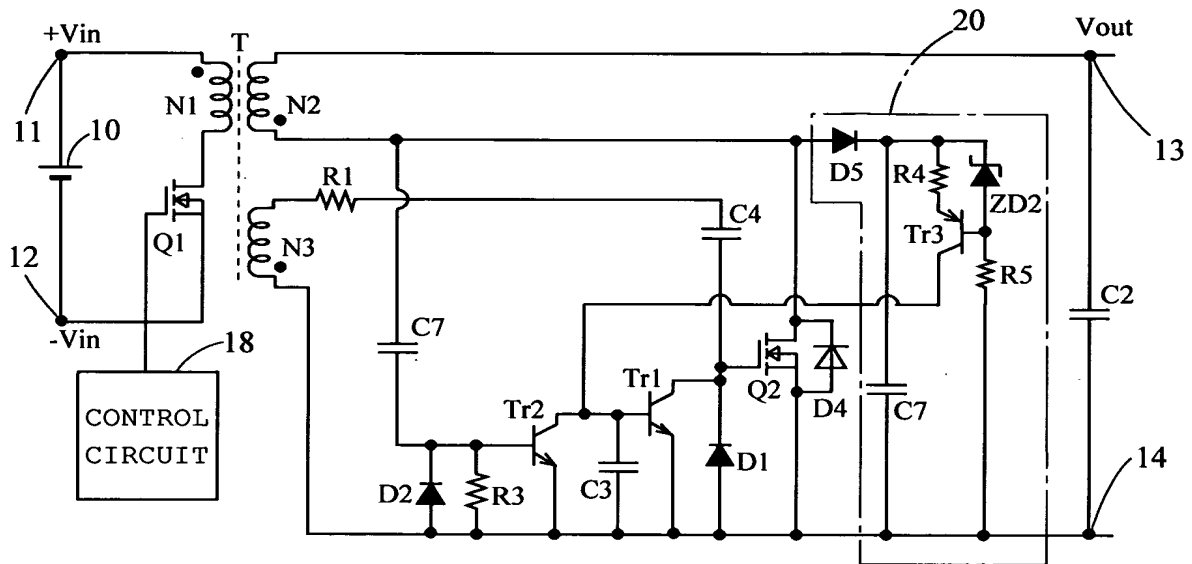 +Vin
T
20
Vout
11
N1
N2
10
13
D5
R4
ZD2
R1
C4
Q1
N3
Tr3
R5
12
-Vin
C2
18
C7
CONTROL
CIRCUIT
Tr2
Tr1
Q2
D4
C7
14
D2
R3
C3
D1